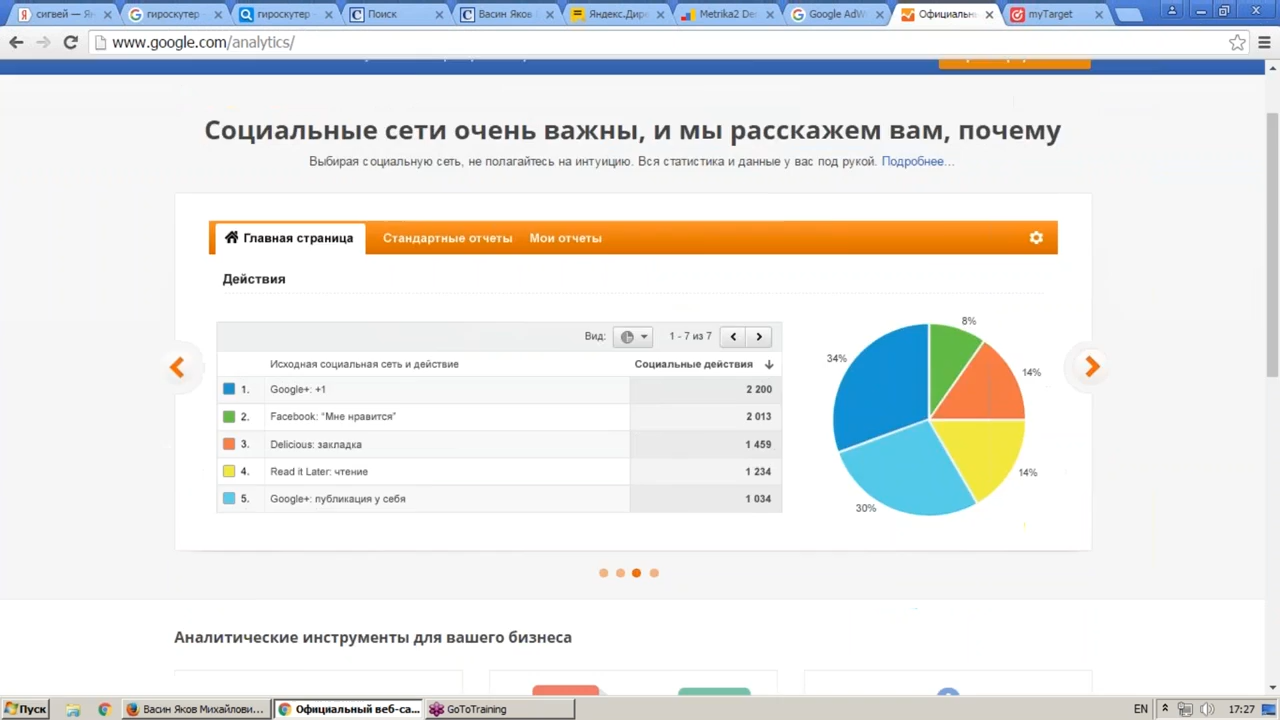 сигвей — Я
гироскутер
гироскутер–
Поиск
Васин Яков
Яндекс.Дир
Metrika2 De
Google AdW
Официальн
myTarget
www.google.com/analytics/
Социальные сети очень важны, и мы расскажем вам, почему
Выбирая социальную сеть, не полагайтесь на интуицию. Вся статистика и данные у вас под рукой. Подробнее…
Главная страница Стандартные отчеты Мои отчеты
Действия
Вид: 1 - 7 из 7
Исходная социальная сеть и действие Социальные действия
1. Google+: +1 2 200
2. Facebook: "Мне нравится" 2 013
3. Delicious: закладка 1 459
4. Read it Later: чтение 1 234
5. Google+: публикация у себя 1 034
8%
34%
14%
14%
30%
Аналитические инструменты для вашего бизнеса
Пуск Васин Яков Михайлови... Официальный веб-са... GoToTraining EN 17:27